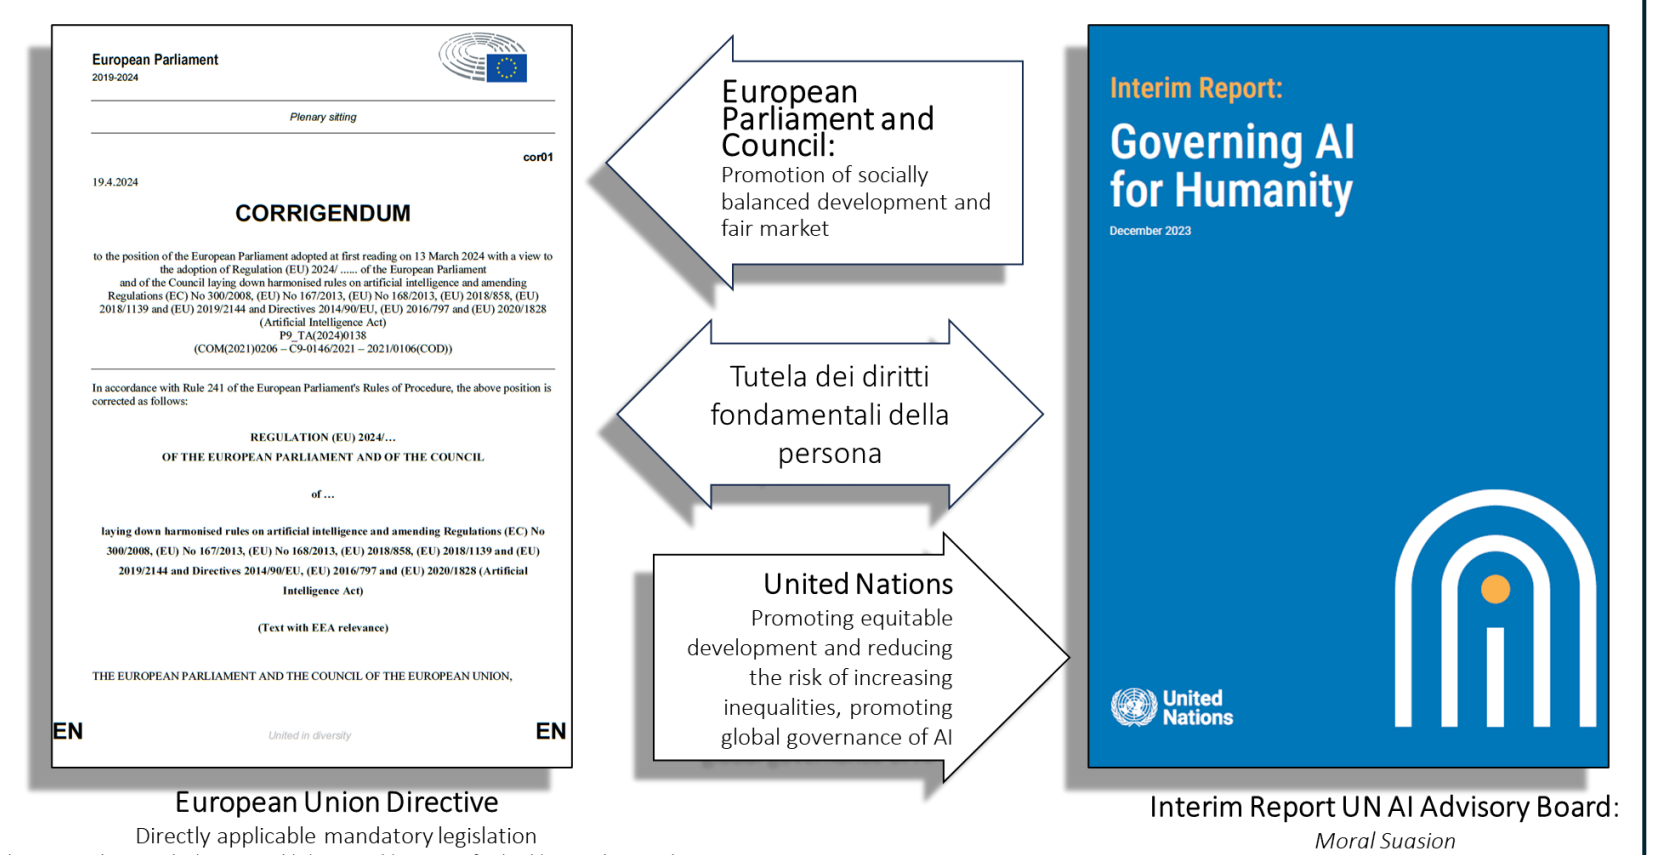 European Parliament
2019-2024
Plenary sitting
cor01
19.4.2024
CORRIGENDUM
to the position of the European Parliament adopted at first reading on 13 March 2024 with a view to
the adoption of Regulation (EU) 2024/ ...... of the European Parliament
and of the Council laying down harmonised rules on artificial intelligence and amending
Regulations (EC) No 300/2008, (EU) No 167/2013, (EU) No 168/2013, (EU) 2018/858, (EU)
2018/1139 and (EU) 2019/2144 and Directives 2014/90/EU, (EU) 2016/797 and (EU) 2020/1828
(Artificial Intelligence Act)
P9_TA(2024)0138
(COM(2021)0206 – C9-0146/2021 – 2021/0106(COD))
In accordance with Rule 241 of the European Parliament's Rules of Procedure, the above position is
corrected as follows:
REGULATION (EU) 2024/…
OF THE EUROPEAN PARLIAMENT AND OF THE COUNCIL
of …
laying down harmonised rules on artificial intelligence and amending Regulations (EC) No
300/2008, (EU) No 167/2013, (EU) No 168/2013, (EU) 2018/858, (EU) 2018/1139 and (EU)
2019/2144 and Directives 2014/90/EU, (EU) 2016/797 and (EU) 2020/1828 (Artificial
Intelligence Act)
(Text with EEA relevance)
THE EUROPEAN PARLIAMENT AND THE COUNCIL OF THE EUROPEAN UNION,
EN
United in diversity
EN
European Union Directive
Directly applicable mandatory legislation
European
Parliament and
Council:
Promotion of socially
balanced development and
fair market
Tutela dei diritti
fondamentali della
persona
United Nations
Promoting equitable
development and reducing
the risk of increasing
inequalities, promoting
global governance of AI
Interim Report:
Governing AI
for Humanity
December 2023
United
Nations
Interim Report UN AI Advisory Board:
Moral Suasion